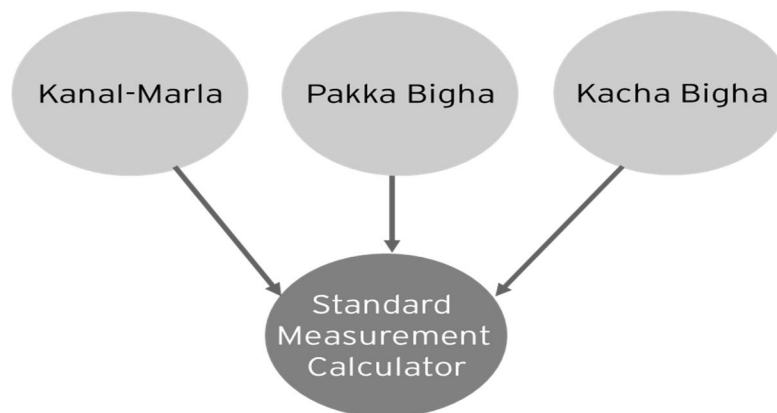 Kanal-Marla
Pakka Bigha
Kacha Bigha
Standard
Measurement
Calculator